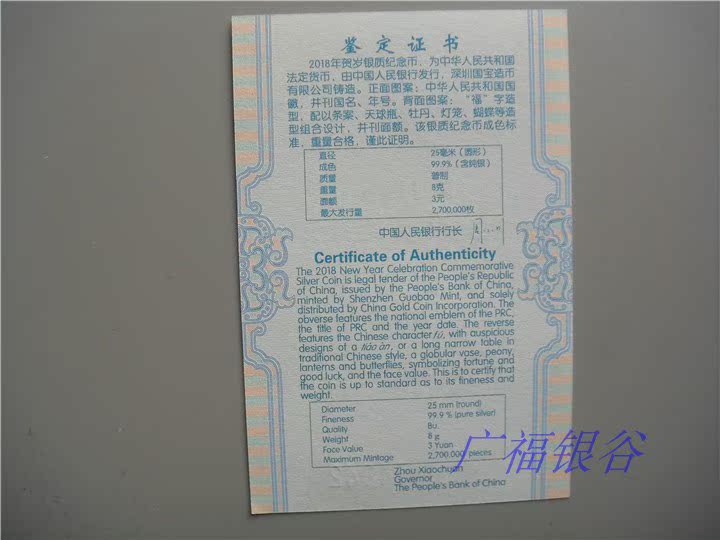 鉴定证书
2018年贺岁银质纪念币，为中华人民共和国
法定货币，由中国人民银行发行，深圳国宝造币
有限公司铸造。正面图案：中华人民共和国国
徽，并刊国名、年号。背面图案：“福”字造
型，配以条案、天球瓶、牡丹、灯笼、蝴蝶等造
型组合设计，并刊面额。该银质纪念币成色标
准，重量合格，谨此证明。
直径 25毫米（圆形）
成色 99.9%（含纯银）
质量 普制
重量 8克
面额 3元
最大发行量 2,700,000枚
中国人民银行行长
Certificate of Authenticity
The 2018 New Year Celebration Commemorative
Silver Coin is legal tender of the People's Republic
of China, issued by the People's Bank of China,
minted by Shenzhen Guobao Mint, and solely
distributed by China Gold Coin Incorporation. The
obverse features the national emblem of the PRC,
the title of PRC and the year date. The reverse
features the Chinese character fú, with auspicious
designs of a tiáo àn, or a long narrow table in
traditional Chinese style, a globular vase, peony,
lanterns and butterflies, symbolizing fortune and
good luck, and the face value. This is to certify that
the coin is up to standard as to its fineness and
weight.
Diameter 25 mm (round)
Fineness 99.9 % (pure silver)
Quality Bu.
Weight 8 g
Face Value 3 Yuan
Maximum Mintage 2,700,000 pieces
Zhou Xiaochuan
Governor
The People's Bank of China
广福银谷